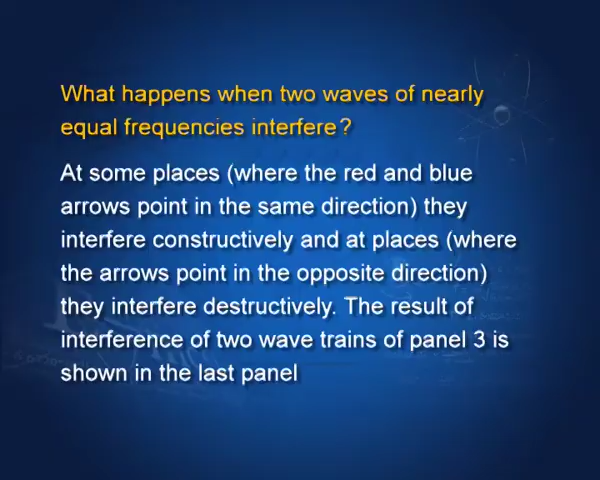 What happens when two waves of nearly
equal frequencies interfere?
At some places (where the red and blue
arrows point in the same direction) they
interfere constructively and at places (where
the arrows point in the opposite direction)
they interfere destructively. The result of
interference of two wave trains of panel 3 is
shown in the last panel